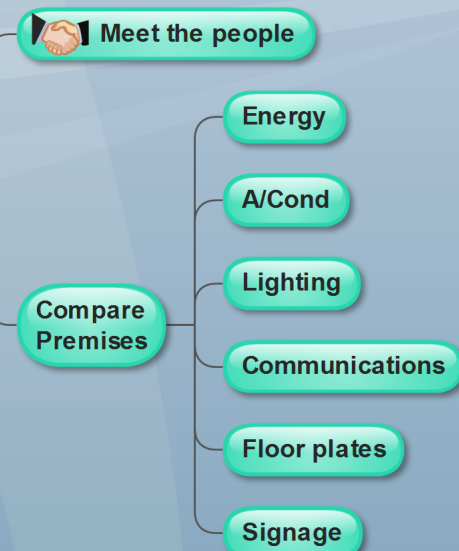 Meet the people
Energy
A/Cond
Lighting
Compare
Premises
Communications
Floor plates
Signage